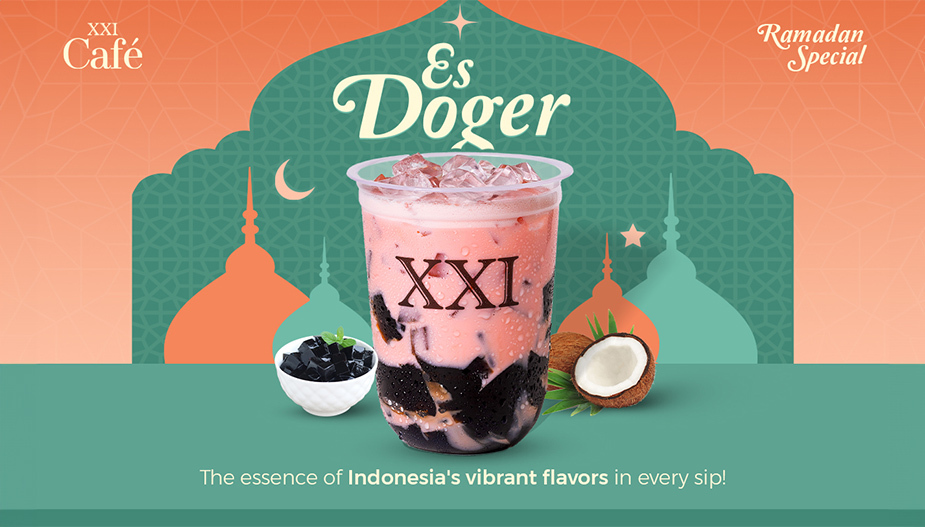 XXI
Café
Ramadan
Special
Es
Doger
XXI
The essence of Indonesia's vibrant flavors in every sip!